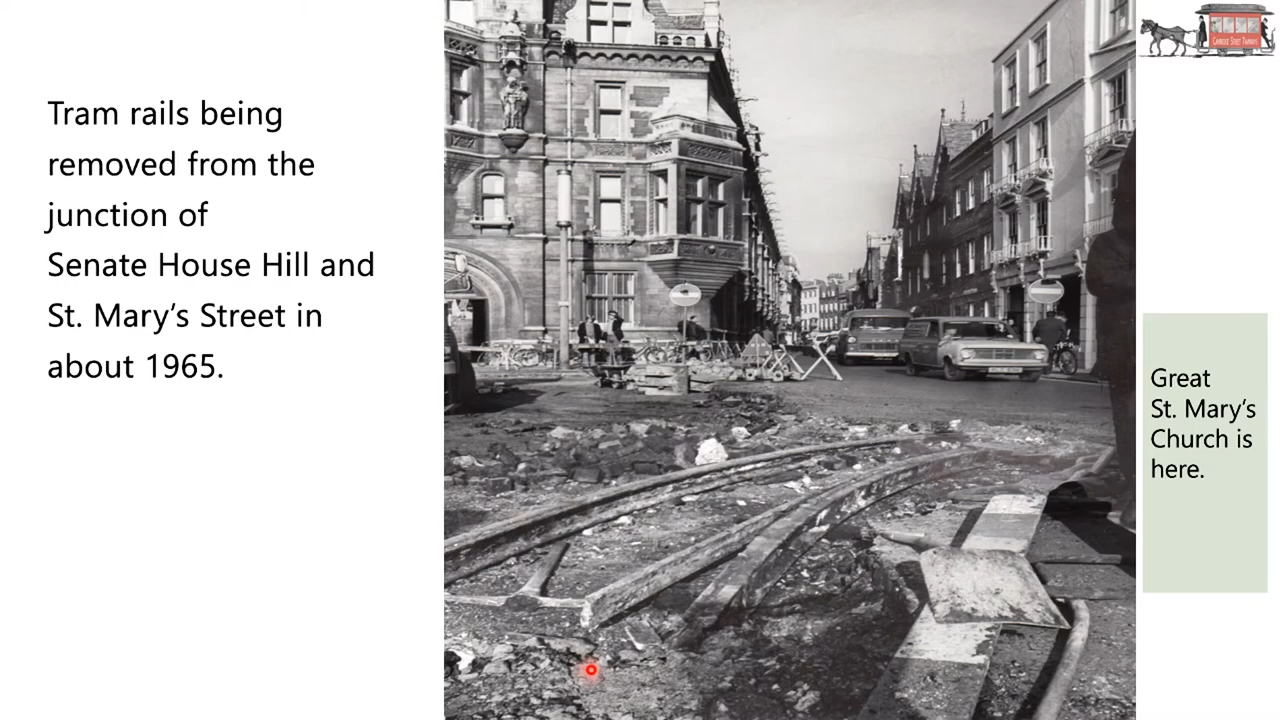 Tram rails being
removed from the
junction of
Senate House Hill and
St. Mary’s Street in
about 1965.
Great
St. Mary’s
Church is
here.